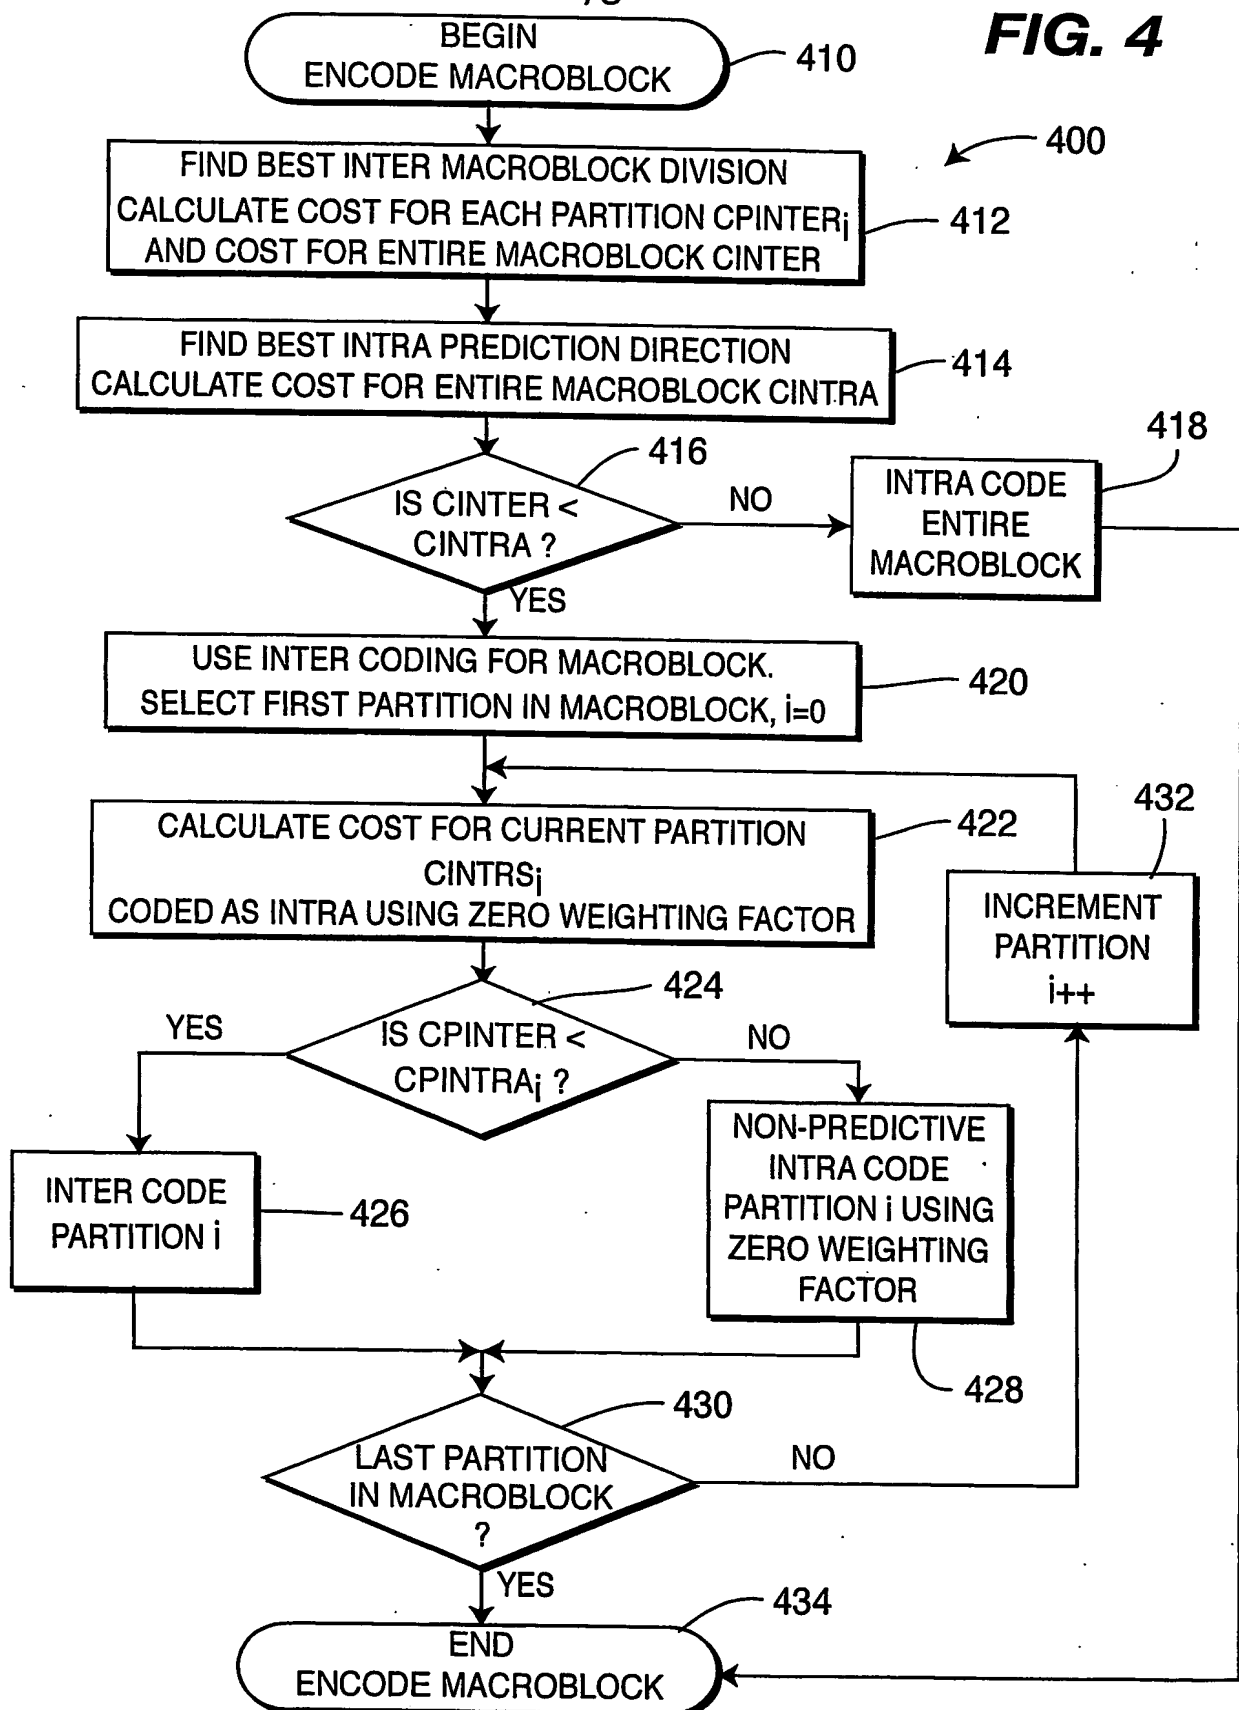 FIG. 4
BEGIN
ENCODE MACROBLOCK
410
400
FIND BEST INTER MACROBLOCK DIVISION
CALCULATE COST FOR EACH PARTITION CPINTERi
AND COST FOR ENTIRE MACROBLOCK CINTER
412
FIND BEST INTRA PREDICTION DIRECTION
CALCULATE COST FOR ENTIRE MACROBLOCK CINTRA
414
416
IS CINTER <
CINTRA ?
NO
418
INTRA CODE
ENTIRE
MACROBLOCK
YES
USE INTER CODING FOR MACROBLOCK.
SELECT FIRST PARTITION IN MACROBLOCK, i=0
420
CALCULATE COST FOR CURRENT PARTITION
CINTRSi
CODED AS INTRA USING ZERO WEIGHTING FACTOR
422
432
INCREMENT
PARTITION
i++
424
YES
IS CPINTER <
CPINTRAi ?
NO
INTER CODE
PARTITION i
426
NON-PREDICTIVE
INTRA CODE
PARTITION i USING
ZERO WEIGHTING
FACTOR
428
430
LAST PARTITION
IN MACROBLOCK
?
NO
YES
434
END
ENCODE MACROBLOCK